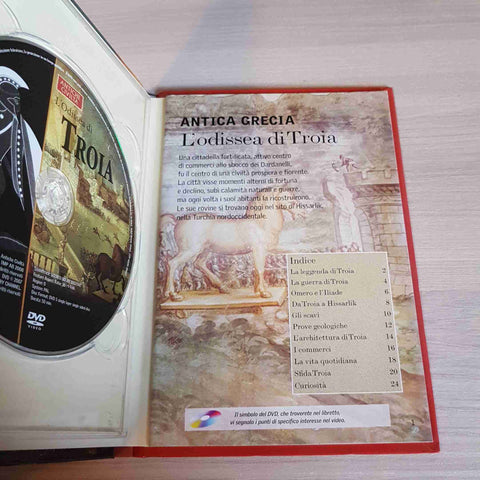 ANTICA CIVILTÀ
L'Odissea di
TROIA
DVD
VIDEO
ANTICA GRECIA
L'odissea di Troia
Una cittadella fortificata, attivo centro
di commerci allo sbocco dei Dardanelli,
fu il centro di una civiltà prospera e fiorente.
La città visse momenti alterni di fortuna
e declino, subì calamità naturali e guerre,
ma ogni volta i suoi abitanti la ricostruirono.
Le sue rovine si trovano oggi nel sito di Hissarlik,
nella Turchia nordoccidentale.
Indice
La leggenda di Troia 2
La guerra di Troia 4
Omero e l'Iliade 6
Da Troia a Hissarlik 8
Gli scavi 10
Prove geologiche 12
L'architettura di Troia 14
I commerci 16
La vita quotidiana 18
Sfida Troia 20
Curiosità 24
Il simbolo del DVD, che troverete nel libretto,
vi segnala i punti di specifico interesse nel video.